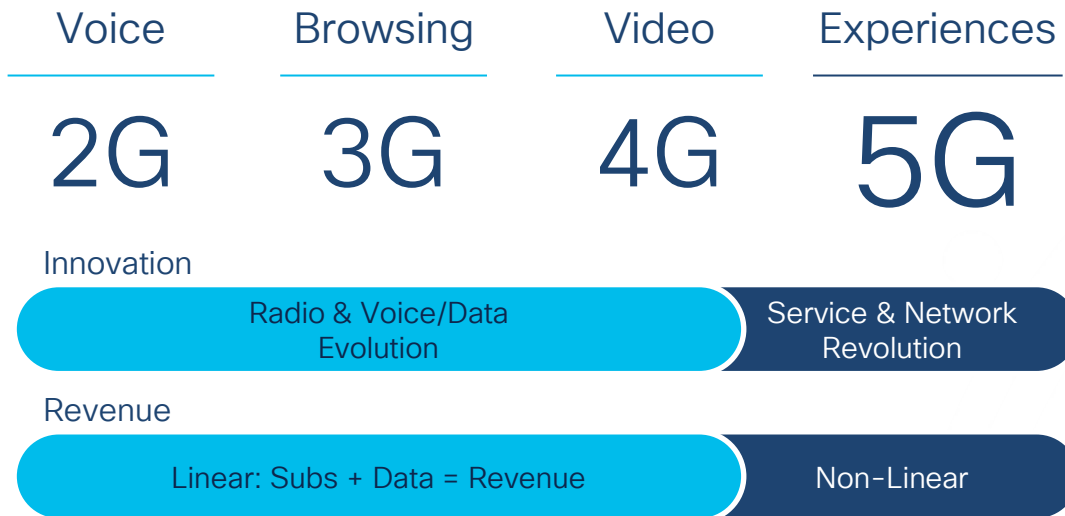 Voice
Browsing
Video
Experiences
2G
3G
4G
5G
Innovation
Radio & Voice/Data
Evolution
Service & Network
Revolution
Revenue
Linear: Subs + Data = Revenue
Non-Linear